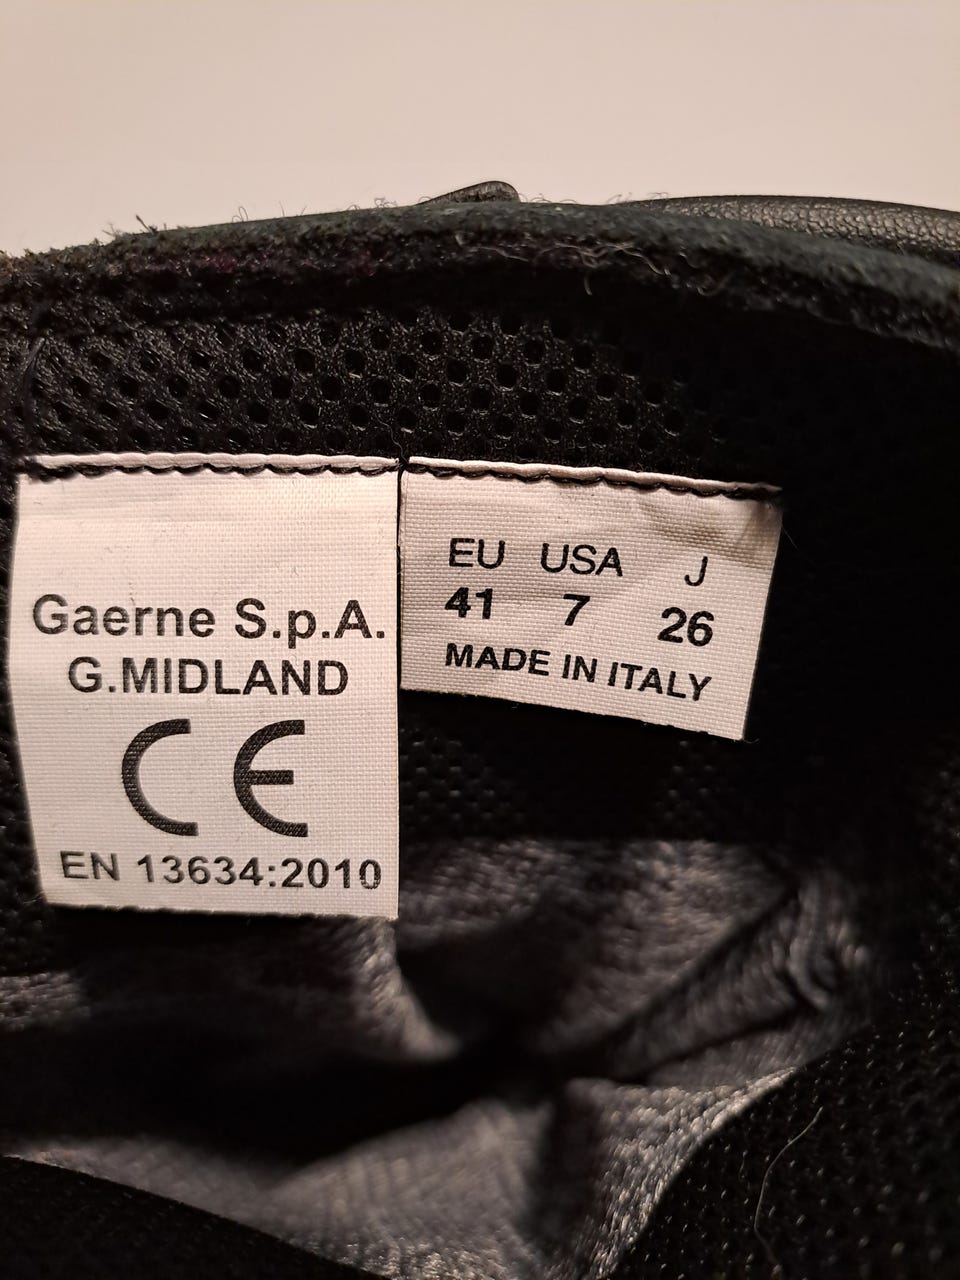 Gaerne S.p.A.
G.MIDLAND
CE
EN 13634:2010
EU USA J
41 7 26
MADE IN ITALY